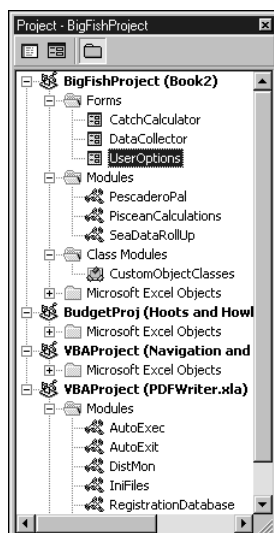 Project - BigFishProject
BigFishProject (Book2)
Forms
CatchCalculator
DataCollector
UserOptions
Modules
PescaderoPal
PisceanCalculations
SeaDataRollUp
Class Modules
CustomObjectClasses
Microsoft Excel Objects
BudgetProj (Hoots and Howl
Microsoft Excel Objects
VBAProject (Navigation and
Microsoft Excel Objects
VBAProject (PDFWriter.xla)
Modules
AutoExec
AutoExit
DistMon
IniFiles
RegistrationDatabase